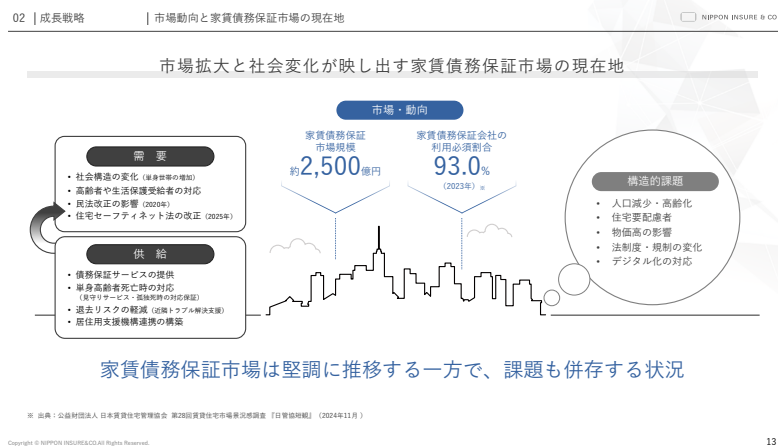 02 │成長戦略 │市場動向と家賃債務保証市場の現在地
NIPPON INSURE & CO
市場拡大と社会変化が映し出す家賃債務保証市場の現在地
市場・動向
家賃債務保証
市場規模
約2,500億円
家賃債務保証会社の
利用必須割合
93.0%
（2023年）※
需 要
• 社会構造の変化（単身世帯の増加）
• 高齢者や生活保護受給者の対応
• 民法改正の影響（2020年）
• 住宅セーフティネット法の改正（2025年）
供 給
• 債務保証サービスの提供
• 単身高齢者死亡時の対応
（見守りサービス・孤独死時の対応保証）
• 退去リスクの軽減（近隣トラブル解決支援）
• 居住用支援機構連携の構築
構造的課題
• 人口減少・高齢化
• 住宅要配慮者
• 物価高の影響
• 法制度・規制の変化
• デジタル化の対応
家賃債務保証市場は堅調に推移する一方で、課題も併存する状況
※ 出典：公益財団法人 日本賃貸住宅管理協会 第28回賃貸住宅市場景況感調査 『日管協短観』（2024年11月 ）
Copyright © NIPPON INSURE&CO.All Rights Reserved.
13